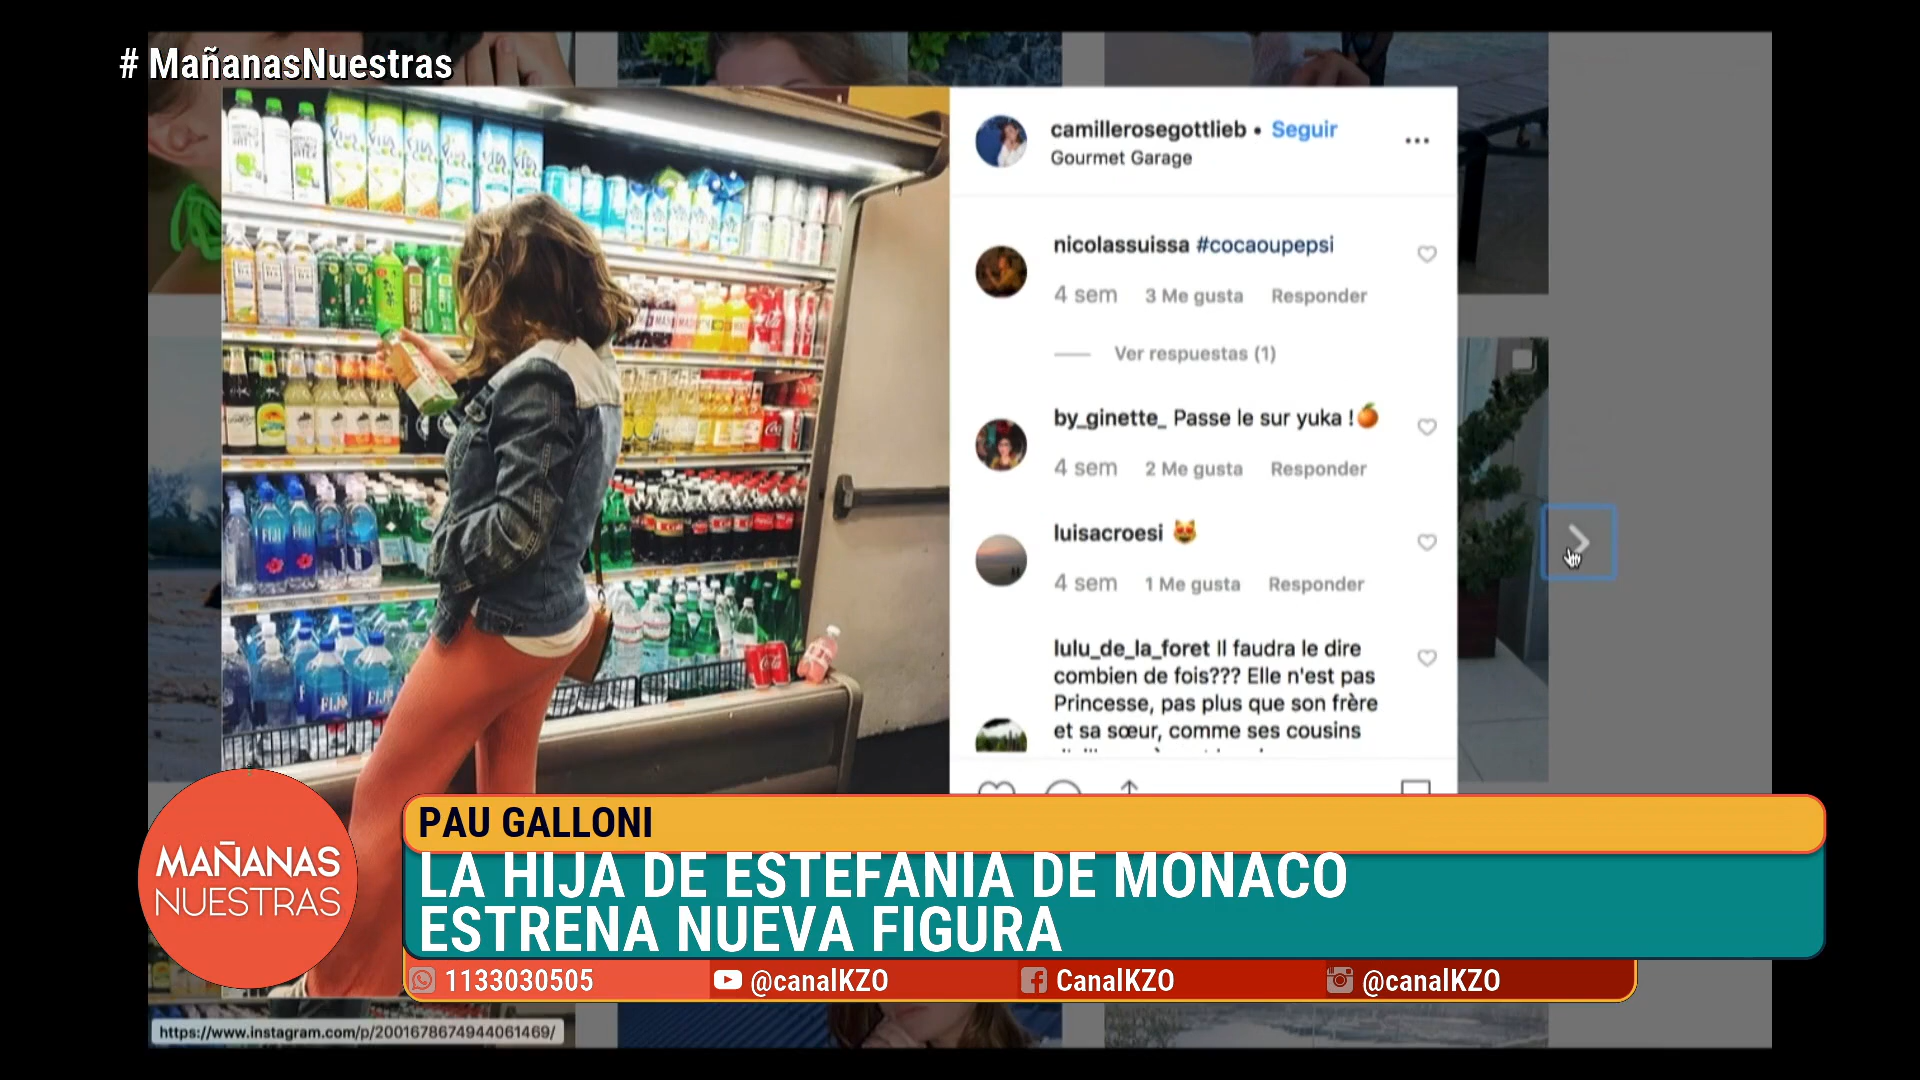 # MañanasNuestras
camillerosegottlieb • Seguir
Gourmet Garage
nicolassuissa #cocaoupepsi
4 sem 3 Me gusta Responder
Ver respuestas (1)
by_ginette_ Passe le sur yuka !
4 sem 2 Me gusta Responder
luisacroesi
4 sem 1 Me gusta Responder
lulu_de_la_foret Il faudra le dire
combien de fois??? Elle n'est pas
Princesse, pas plus que son frère
et sa sœur, comme ses cousins
FIJI
FIJI
Coca-Cola
MAÑANAS
NUESTRAS
PAU GALLONI
LA HIJA DE ESTEFANIA DE MONACO
ESTRENA NUEVA FIGURA
1133030505 @canalKZO CanalKZO @canalKZO
https://www.instagram.com/p/2001678674944061469/